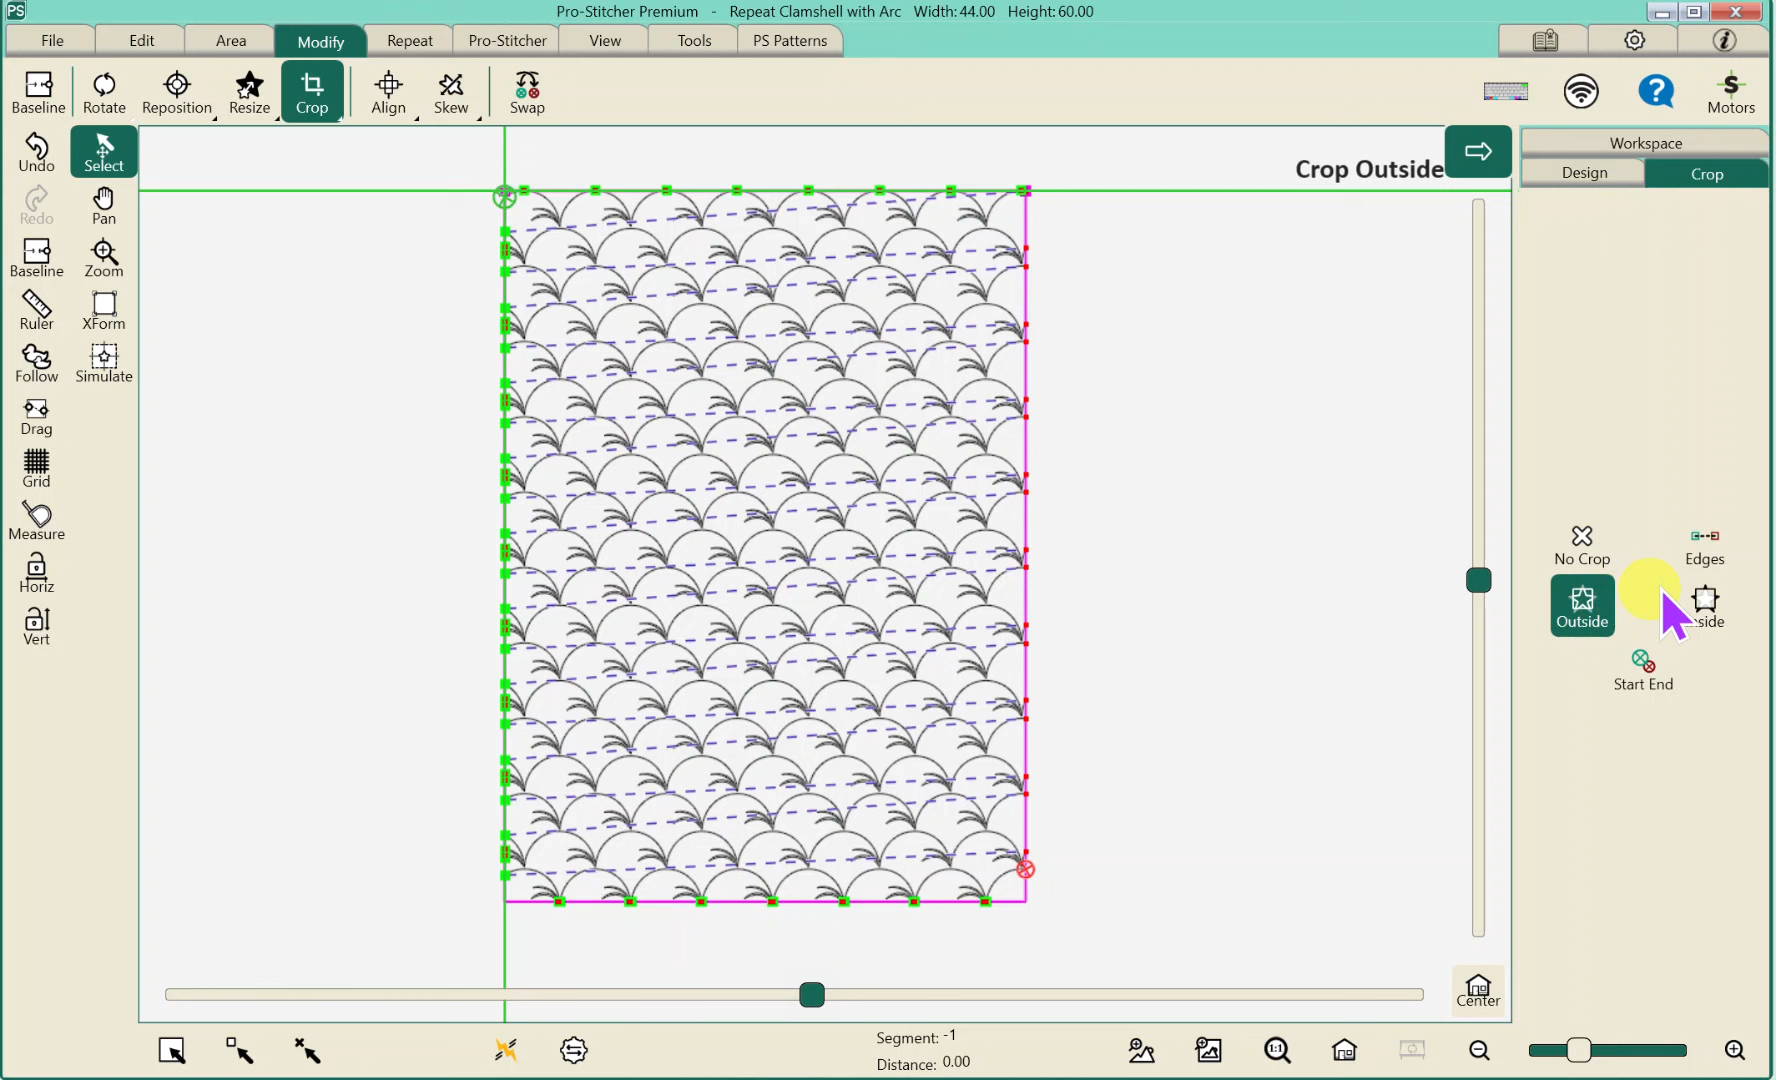 PS
Pro-Stitcher Premium - Repeat Clamshell with Arc Width: 44.00 Height: 60.00
File Edit Area Modify Repeat Pro-Stitcher View Tools PS Patterns
Baseline Rotate Reposition Resize Crop Align Skew Swap
S
Motors
Undo Select
Redo Pan
Baseline Zoom
Ruler XForm
Follow Simulate
Drag
Grid
Measure
Horiz
Vert
Crop Outside
Workspace
Design Crop
No Crop Edges
Outside
Start End
Center
Segment: -1
Distance: 0.00
1:1